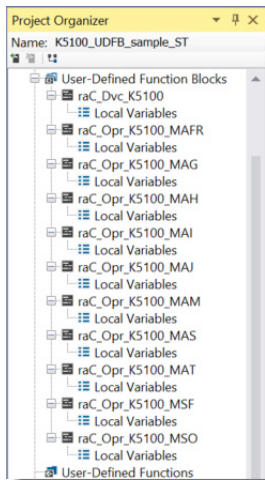 Project Organizer
Name: K5100_UDFB_sample_ST
User-Defined Function Blocks
raC_Dvc_K5100
Local Variables
raC_Opr_K5100_MAFR
Local Variables
raC_Opr_K5100_MAG
Local Variables
raC_Opr_K5100_MAH
Local Variables
raC_Opr_K5100_MAI
Local Variables
raC_Opr_K5100_MAJ
Local Variables
raC_Opr_K5100_MAM
Local Variables
raC_Opr_K5100_MAS
Local Variables
raC_Opr_K5100_MAT
Local Variables
raC_Opr_K5100_MSF
Local Variables
raC_Opr_K5100_MSO
Local Variables
User-Defined Functions